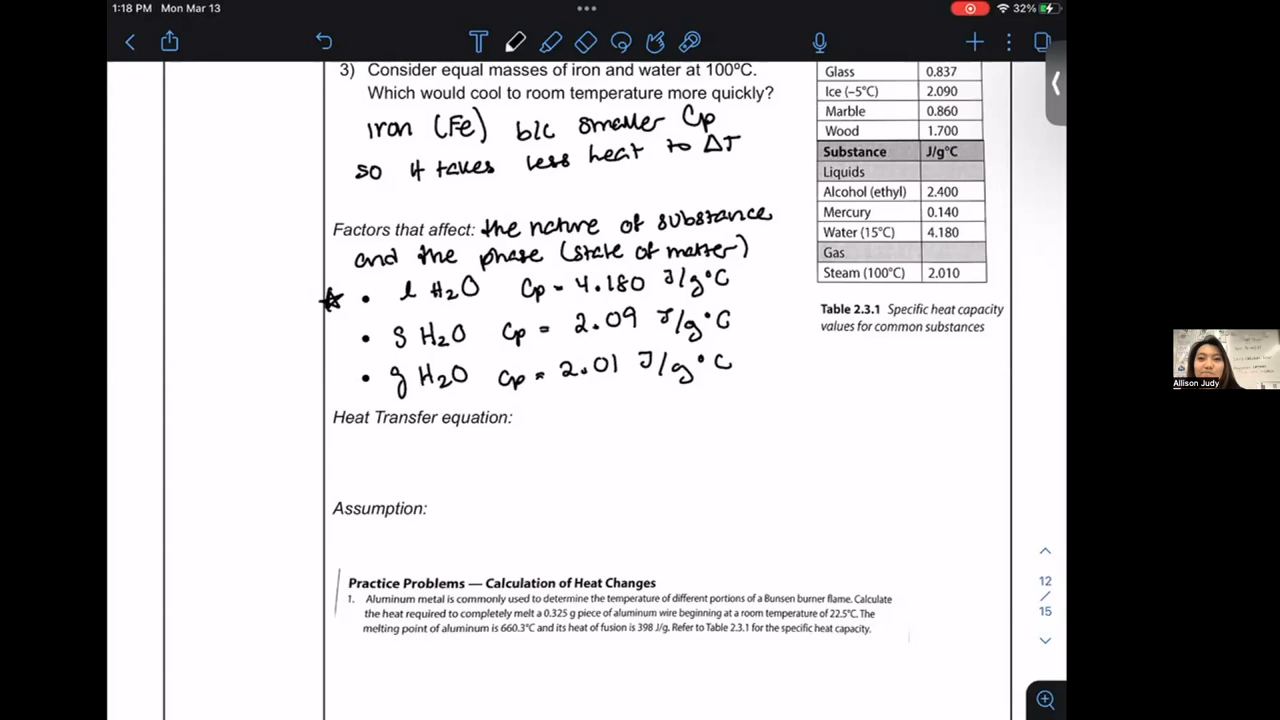 1:18 PM Mon Mar 13
32%
3) Consider equal masses of iron and water at 100ºC.
Which would cool to room temperature more quickly?
iron (Fe) b/c smaller Cp
so it takes less heat to ΔT
Factors that affect: the nature of substance
and the phase (state of matter)
☆ • l H2O Cp = 4.180 J/g°C
• s H2O Cp = 2.09 J/g°C
• g H2O Cp = 2.01 J/g°C
Heat Transfer equation:
Assumption:
Practice Problems — Calculation of Heat Changes
1. Aluminum metal is commonly used to determine the temperature of different portions of a Bunsen burner flame. Calculate
the heat required to completely melt a 0.325 g piece of aluminum wire beginning at a room temperature of 22.5°C. The
melting point of aluminum is 660.3°C and its heat of fusion is 398 J/g. Refer to Table 2.3.1 for the specific heat capacity.
Glass 0.837
Ice (−5°C) 2.090
Marble 0.860
Wood 1.700
Substance J/g°C
Liquids
Alcohol (ethyl) 2.400
Mercury 0.140
Water (15°C) 4.180
Gas
Steam (100°C) 2.010
Table 2.3.1 Specific heat capacity
values for common substances
12
/
15
Allison Judy